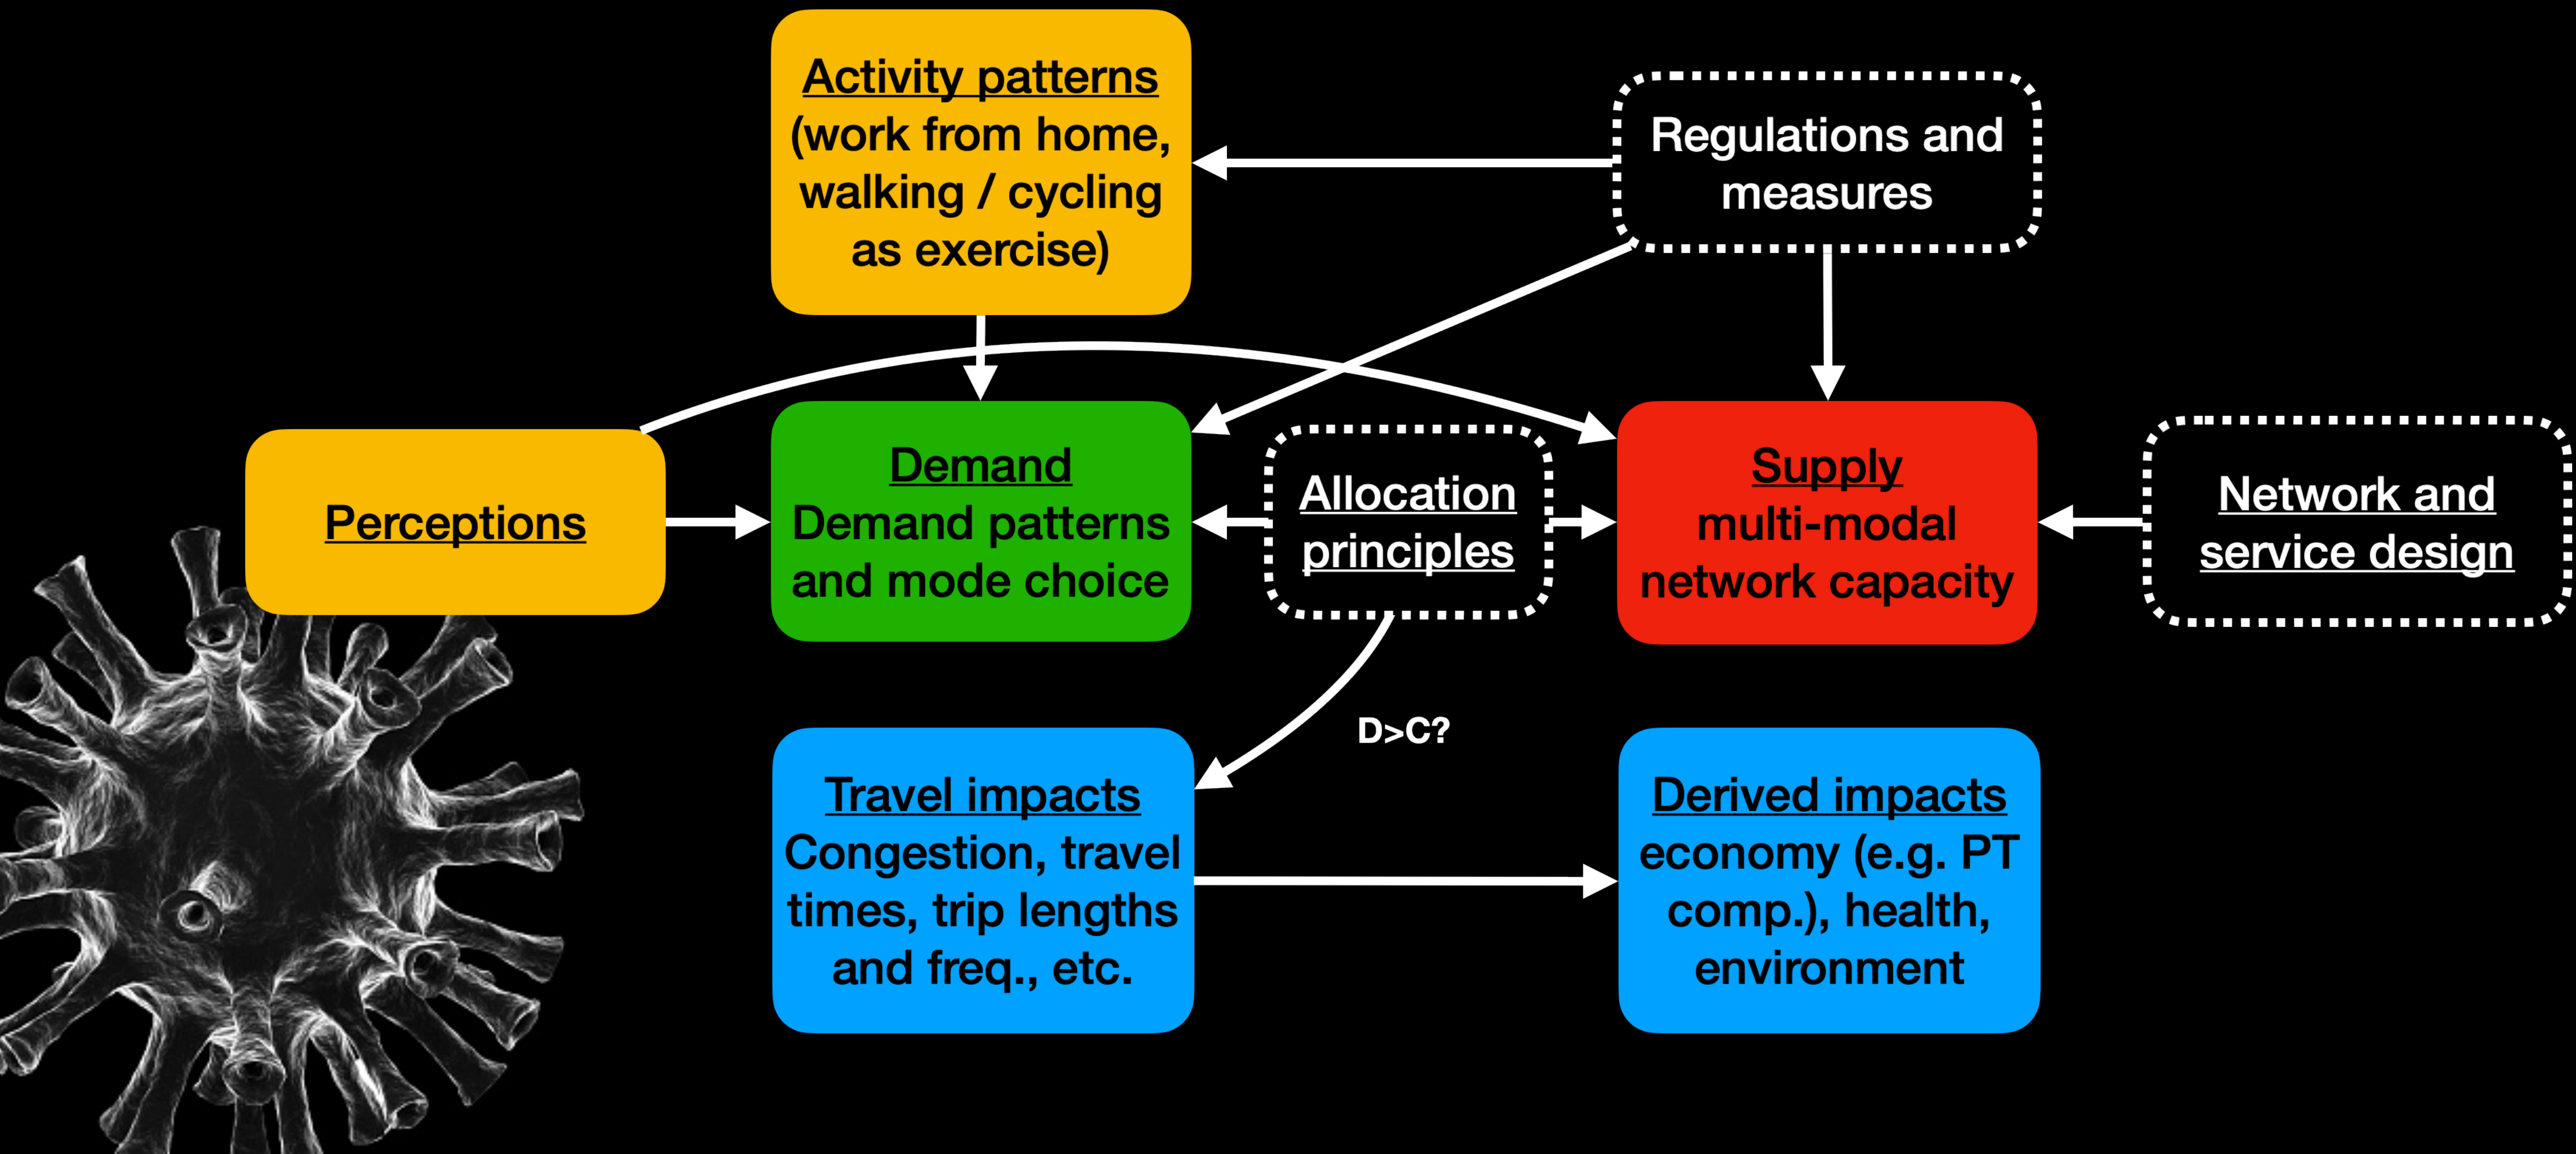 Activity patterns
(work from home,
walking / cycling
as exercise)
Regulations and
measures
Perceptions
Demand
Demand patterns
and mode choice
Allocation
principles
Supply
multi-modal
network capacity
Network and
service design
D>C?
Travel impacts
Congestion, travel
times, trip lengths
and freq., etc.
Derived impacts
economy (e.g. PT
comp.), health,
environment